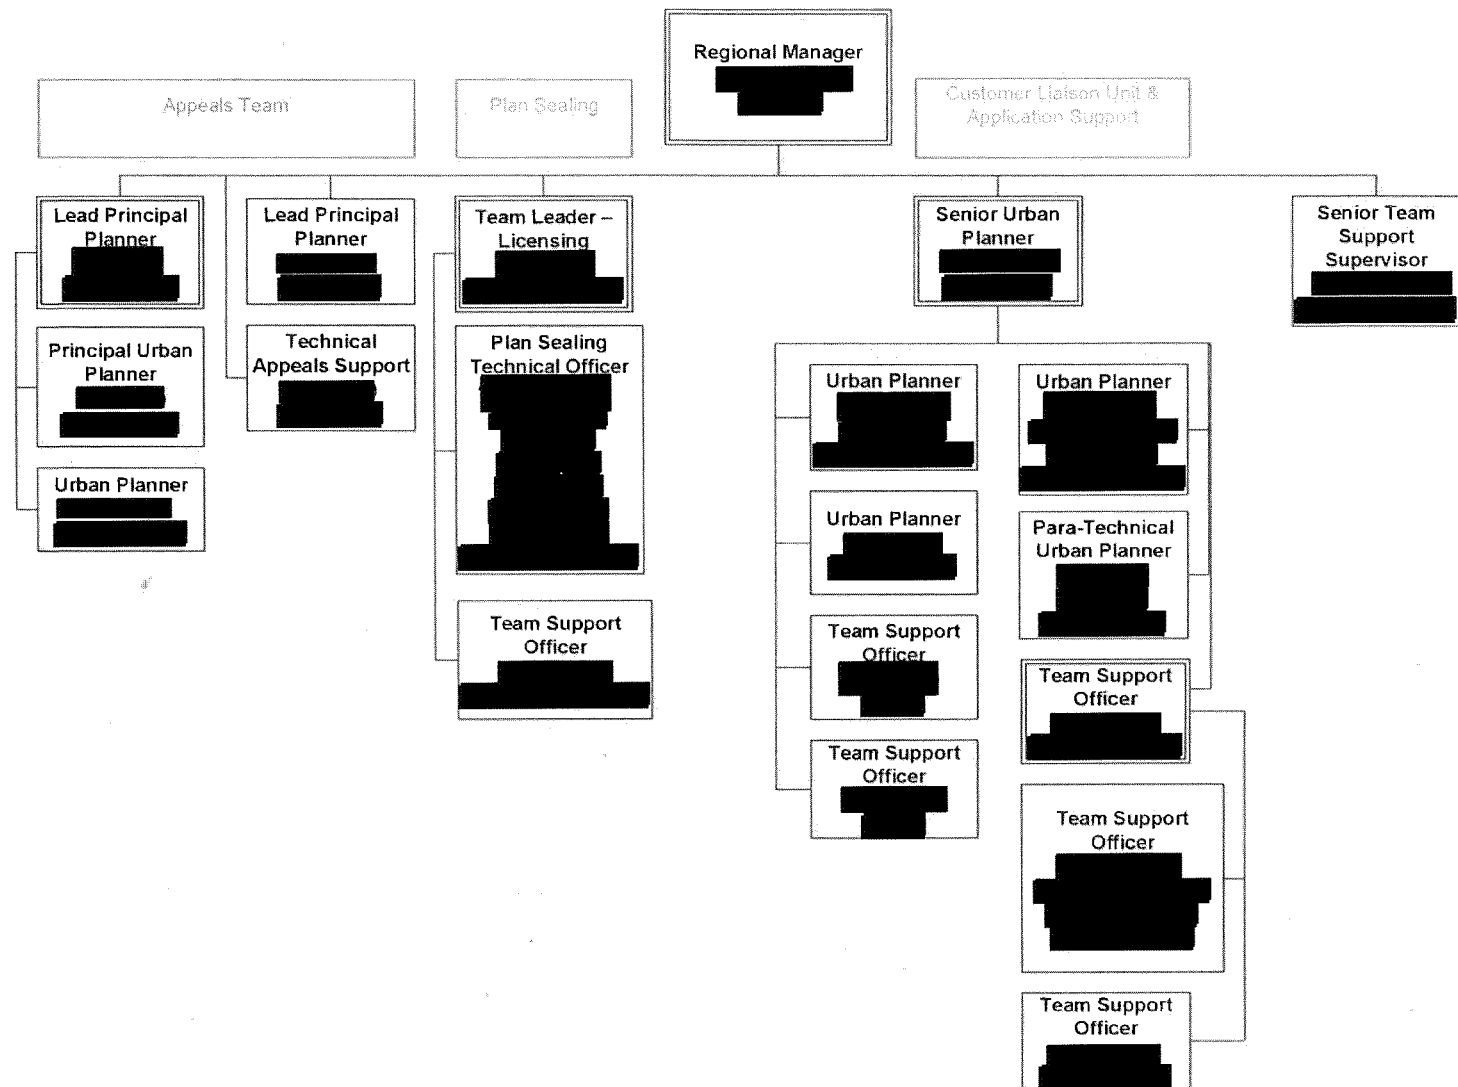 Regional Manager
Appeals Team
Plan Sealing
Customer Liaison Unit &
Application Support
Lead Principal
Planner
Lead Principal
Planner
Team Leader –
Licensing
Senior Urban
Planner
Senior Team
Support
Supervisor
Principal Urban
Planner
Technical
Appeals Support
Plan Sealing
Technical Officer
Urban Planner
Team Support
Officer
Urban Planner
Urban Planner
Team Support
Officer
Team Support
Officer
Urban Planner
Para-Technical
Urban Planner
Team Support
Officer
Team Support
Officer
Team Support
Officer